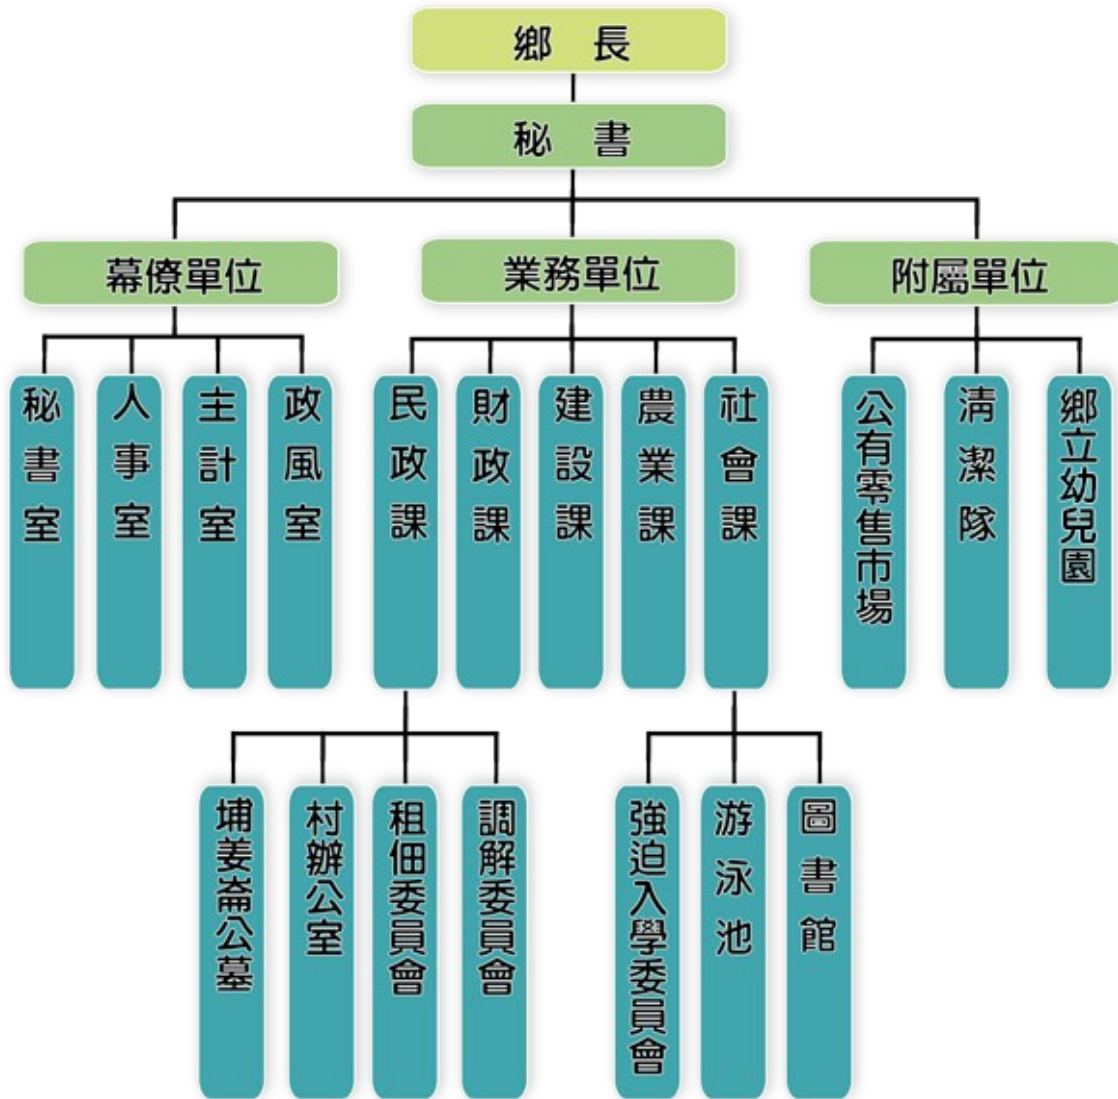 鄉 長
秘 書
幕僚單位
業務單位
附屬單位
秘書室
人事室
主計室
政風室
民政課
財政課
建設課
農業課
社會課
公有零售市場
清潔隊
鄉立幼兒園
埔姜崙公墓
村辦公室
租佃委員會
調解委員會
強迫入學委員會
游泳池
圖書館